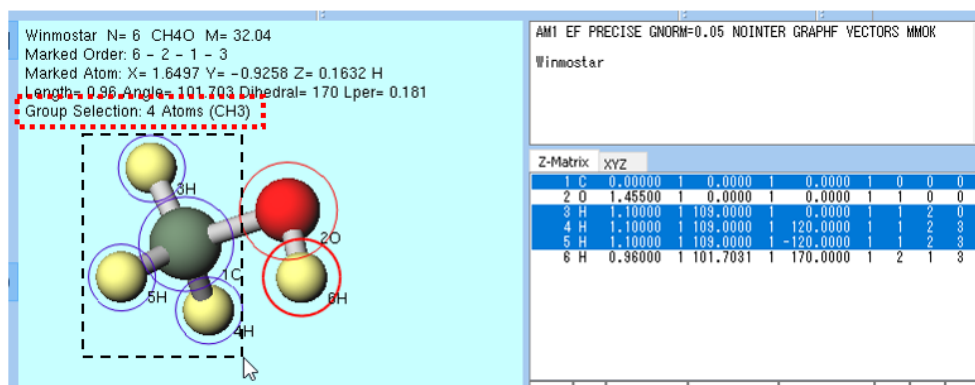 Winmostar N= 6 CH4O M= 32.04
Marked Order: 6 - 2 - 1 - 3
Marked Atom: X= 1.6497 Y= -0.9258 Z= 0.1632 H
Length= 0.96 Angle= 101.703 Dihedral= 170 Lper= 0.181
Group Selection: 4 Atoms (CH3)
3H
2O
1C
5H
6H
4H
AM1 EF PRECISE GNORM=0.05 NOINTER GRAPHF VECTORS MMOK
Winmostar
Z-Matrix XYZ
1 C 0.00000 1 0.0000 1 0.0000 1 0 0 0
2 O 1.45500 1 0.0000 1 0.0000 1 1 0 0
3 H 1.10000 1 109.0000 1 0.0000 1 1 2 0
4 H 1.10000 1 109.0000 1 120.0000 1 1 2 3
5 H 1.10000 1 109.0000 1 -120.0000 1 1 2 3
6 H 0.96000 1 101.7031 1 170.0000 1 2 1 3